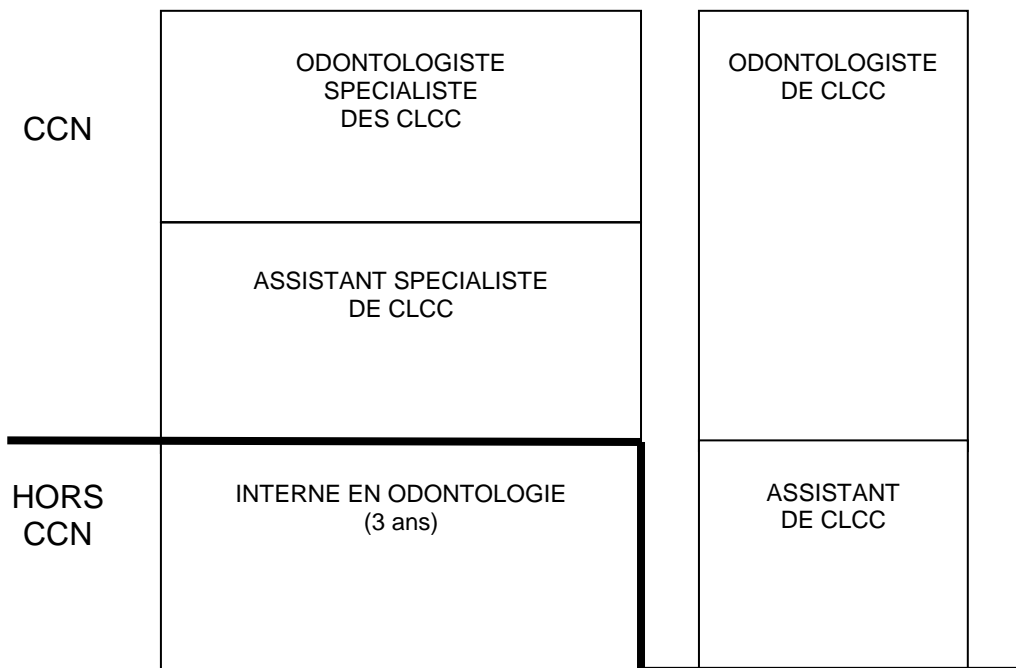 CCN
ODONTOLOGISTE
SPECIALISTE
DES CLCC
ODONTOLOGISTE
DE CLCC
ASSISTANT SPECIALISTE
DE CLCC
HORS
CCN
INTERNE EN ODONTOLOGIE
(3 ans)
ASSISTANT
DE CLCC